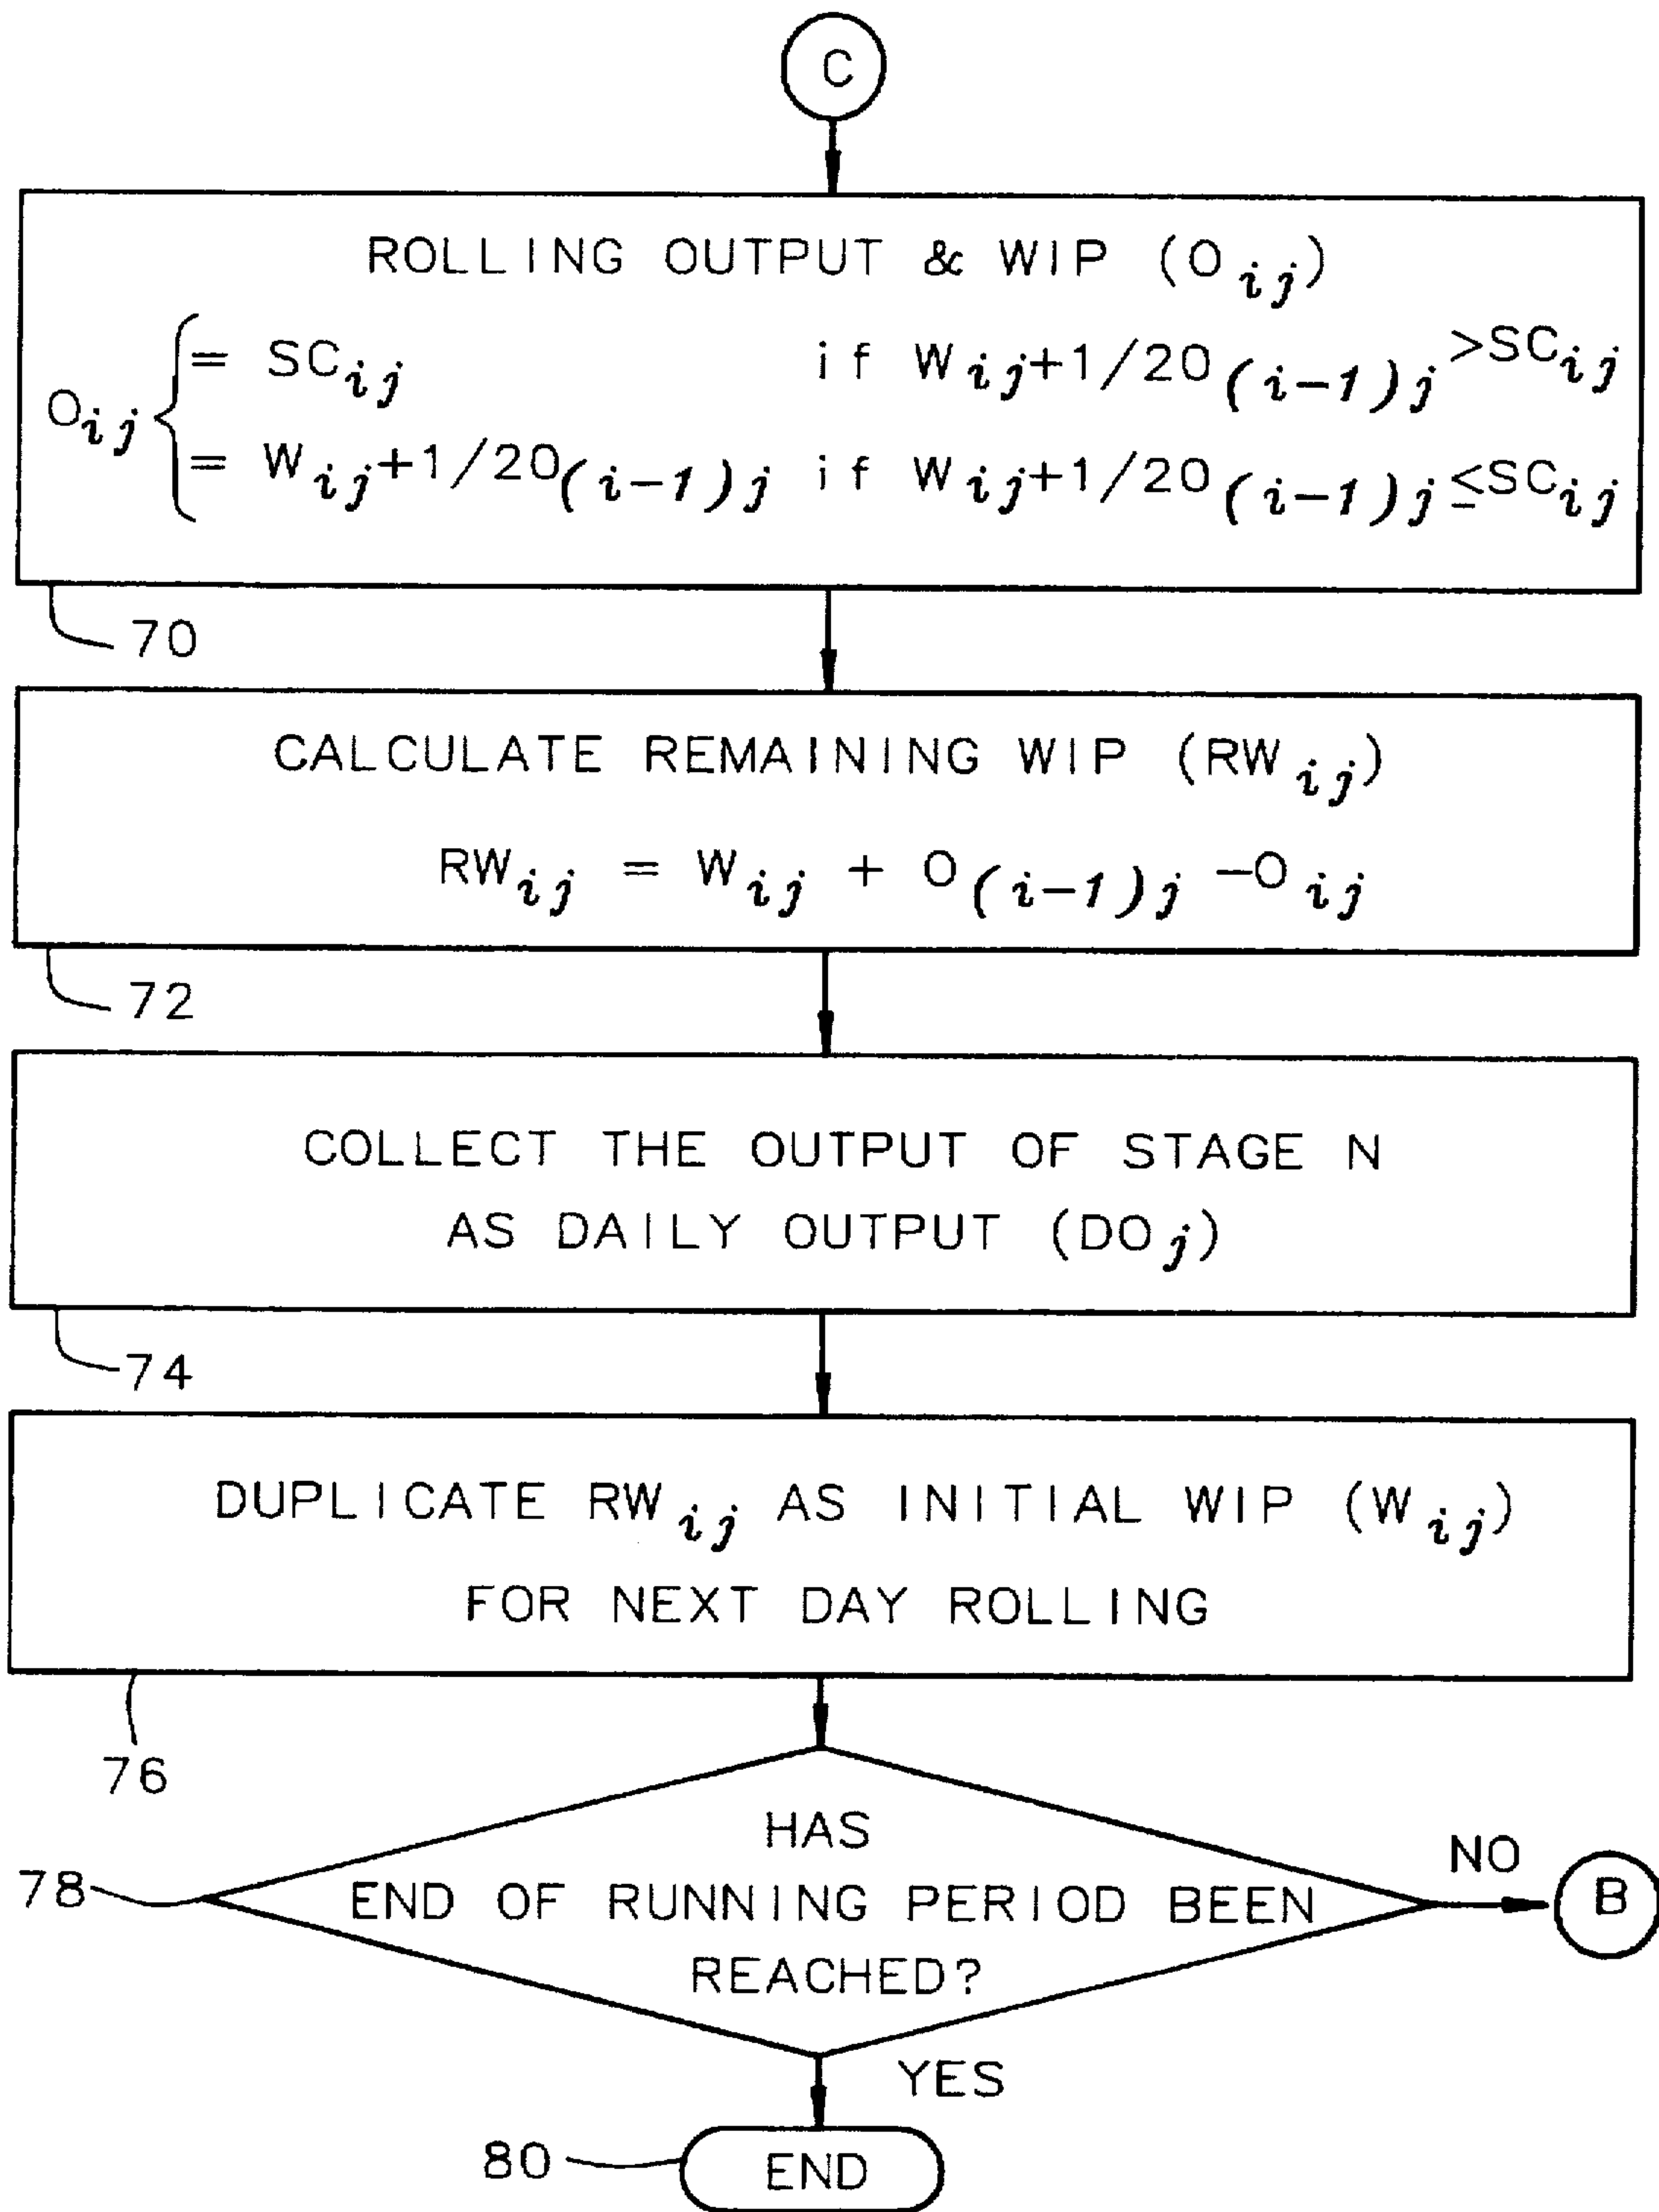 C
ROLLING OUTPUT & WIP (O_ij)
= SC_ij if W_ij+1/2O_(i-1)j >SC_ij
O_ij {
= W_ij+1/2O_(i-1)j if W_ij+1/2O_(i-1)j ≤SC_ij
70
CALCULATE REMAINING WIP (RW_ij)
RW_ij = W_ij + O_(i-1)j -O_ij
72
COLLECT THE OUTPUT OF STAGE N
AS DAILY OUTPUT (DO_j)
74
DUPLICATE RW_ij AS INITIAL WIP (W_ij)
FOR NEXT DAY ROLLING
76
HAS
END OF RUNNING PERIOD BEEN
REACHED?
78
NO
B
YES
80
END